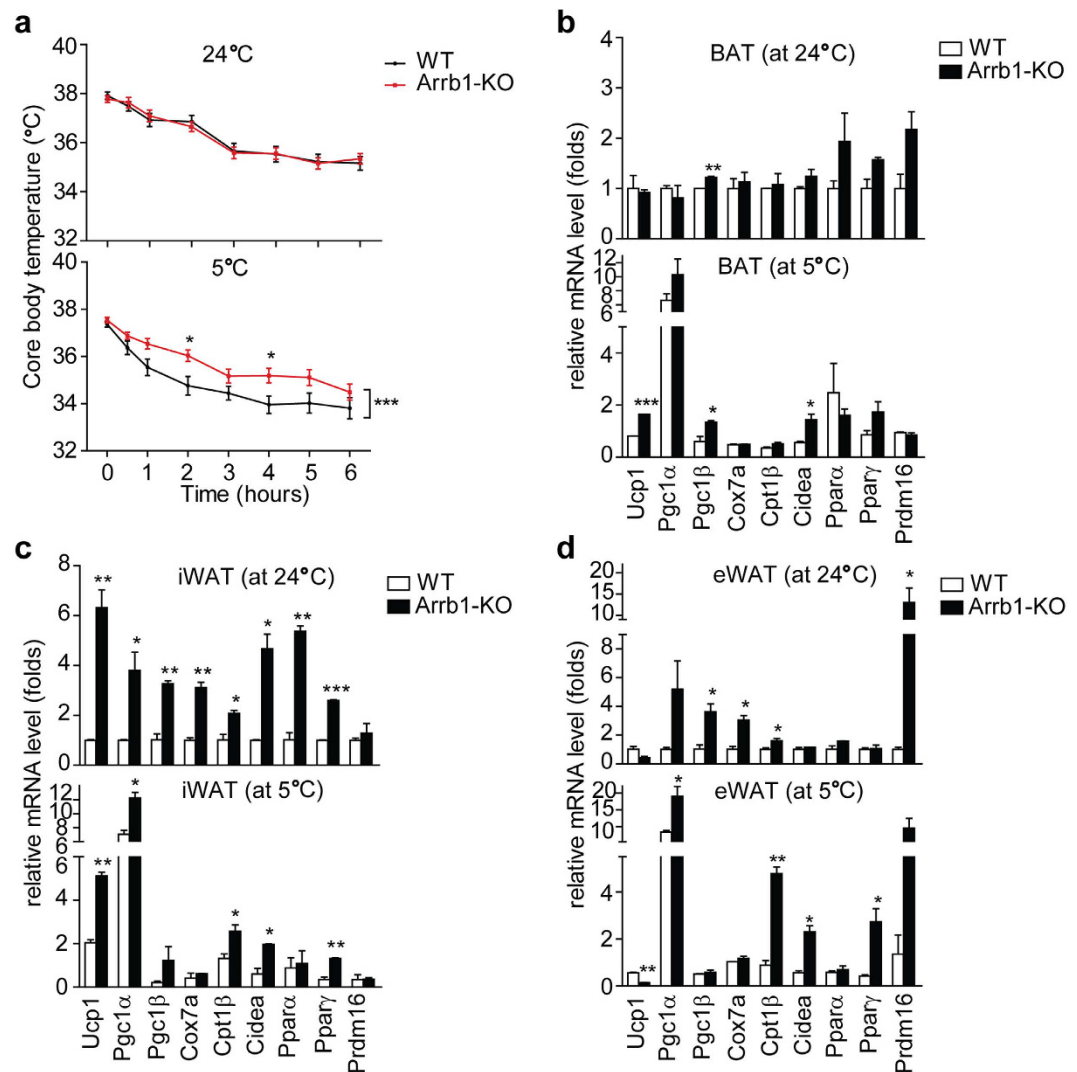 a
24°C
WT
Arrb1-KO
40
38
36
34
32
5°C
40
38
36
34
32
*
*
***
Core body temperature (°C)
0 1 2 3 4 5 6
Time (hours)
b
BAT (at 24°C)
WT
Arrb1-KO
4
3
2
1
0
**
BAT (at 5°C)
12
10
8
6
4
2
0
***
*
*
relative mRNA level (folds)
Ucp1
Pgc1α
Pgc1β
Cox7a
Cpt1β
Cidea
Pparα
Pparγ
Prdm16
c
iWAT (at 24°C)
WT
Arrb1-KO
8
6
4
2
0
**
*
**
**
*
*
**
***
iWAT (at 5°C)
12
10
8
6
6
4
2
0
**
*
*
*
**
relative mRNA level (folds)
Ucp1
Pgc1α
Pgc1β
Cox7a
Cpt1β
Cidea
Pparα
Pparγ
Prdm16
d
eWAT (at 24°C)
WT
Arrb1-KO
20
15
10
8
6
4
2
0
*
*
*
*
eWAT (at 5°C)
20
10
4
2
0
**
*
**
*
*
relative mRNA level (folds)
Ucp1
Pgc1α
Pgc1β
Cox7a
Cpt1β
Cidea
Pparα
Pparγ
Prdm16